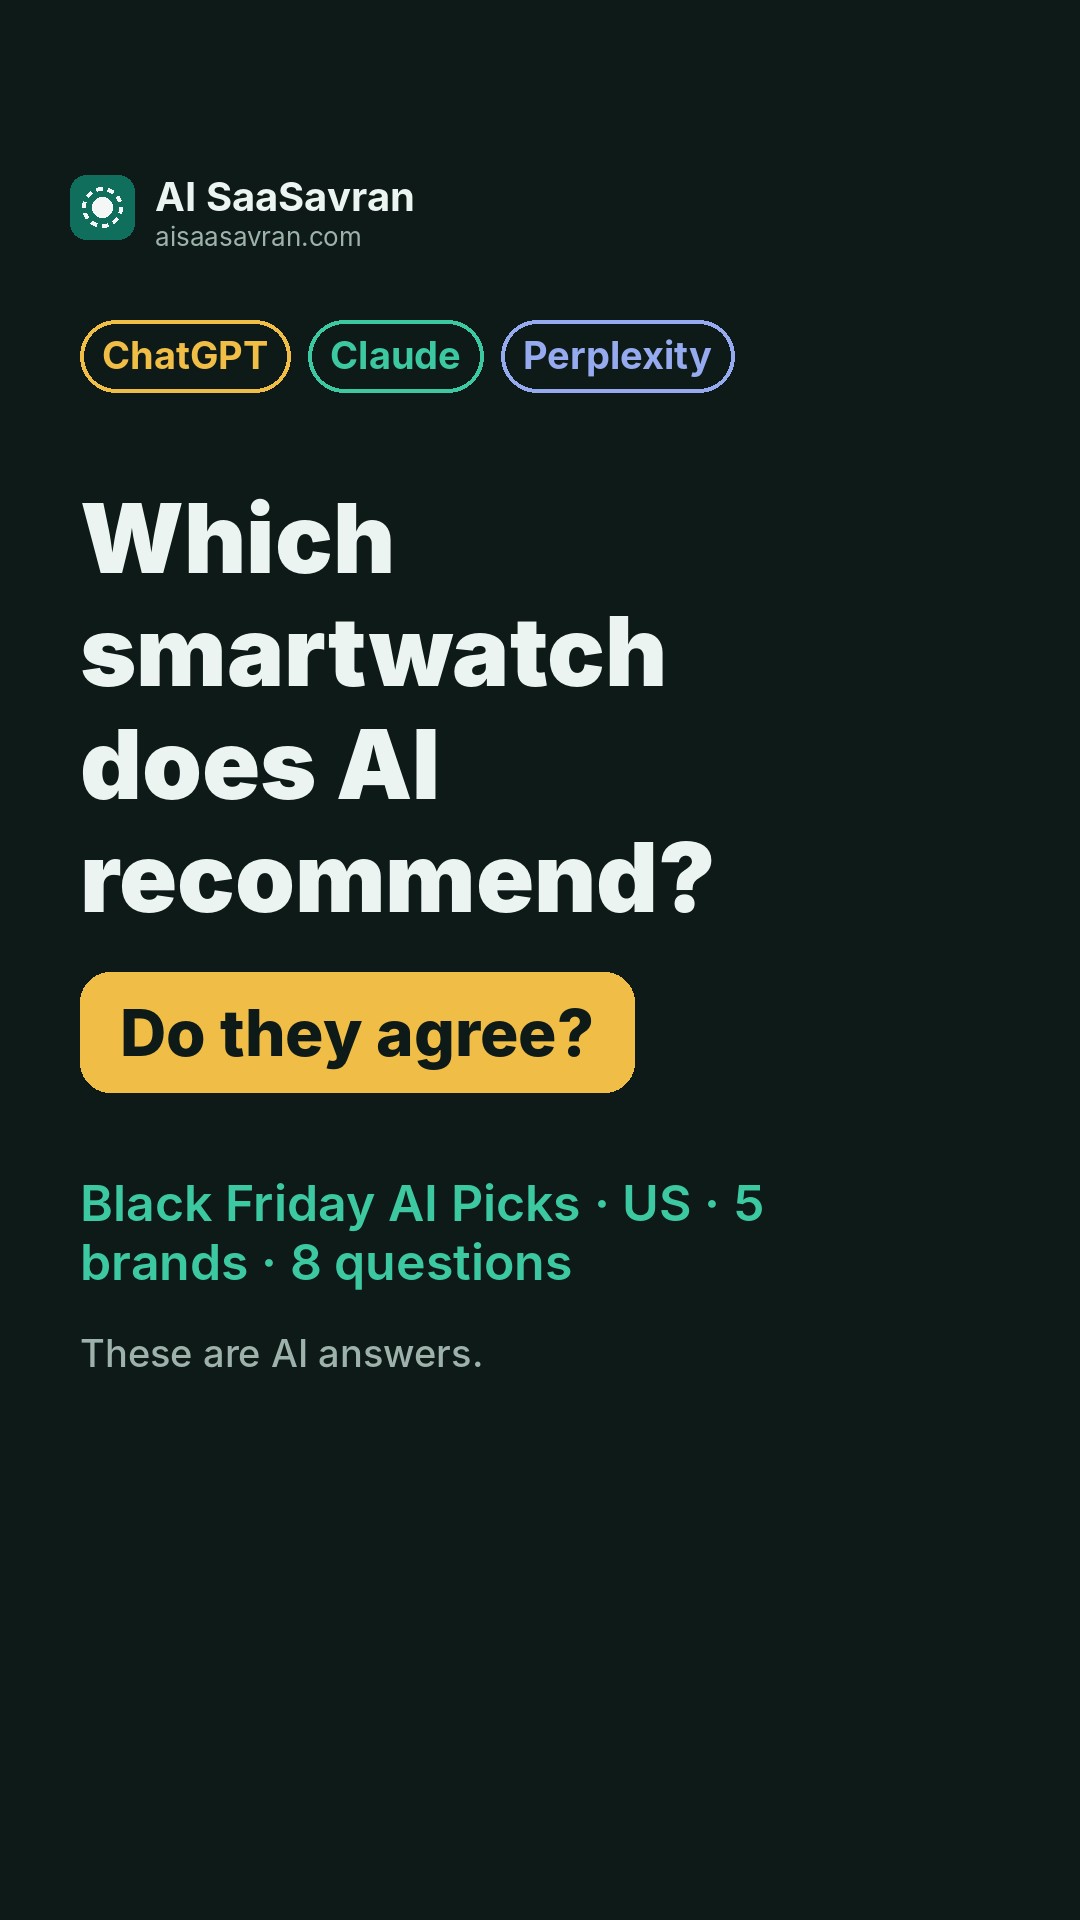 AI SaaSavran
aisaasavran.com
ChatGPT Claude Perplexity
Which
smartwatch
does AI
recommend?
Do they agree?
Black Friday AI Picks · US · 5
brands · 8 questions
These are AI answers.